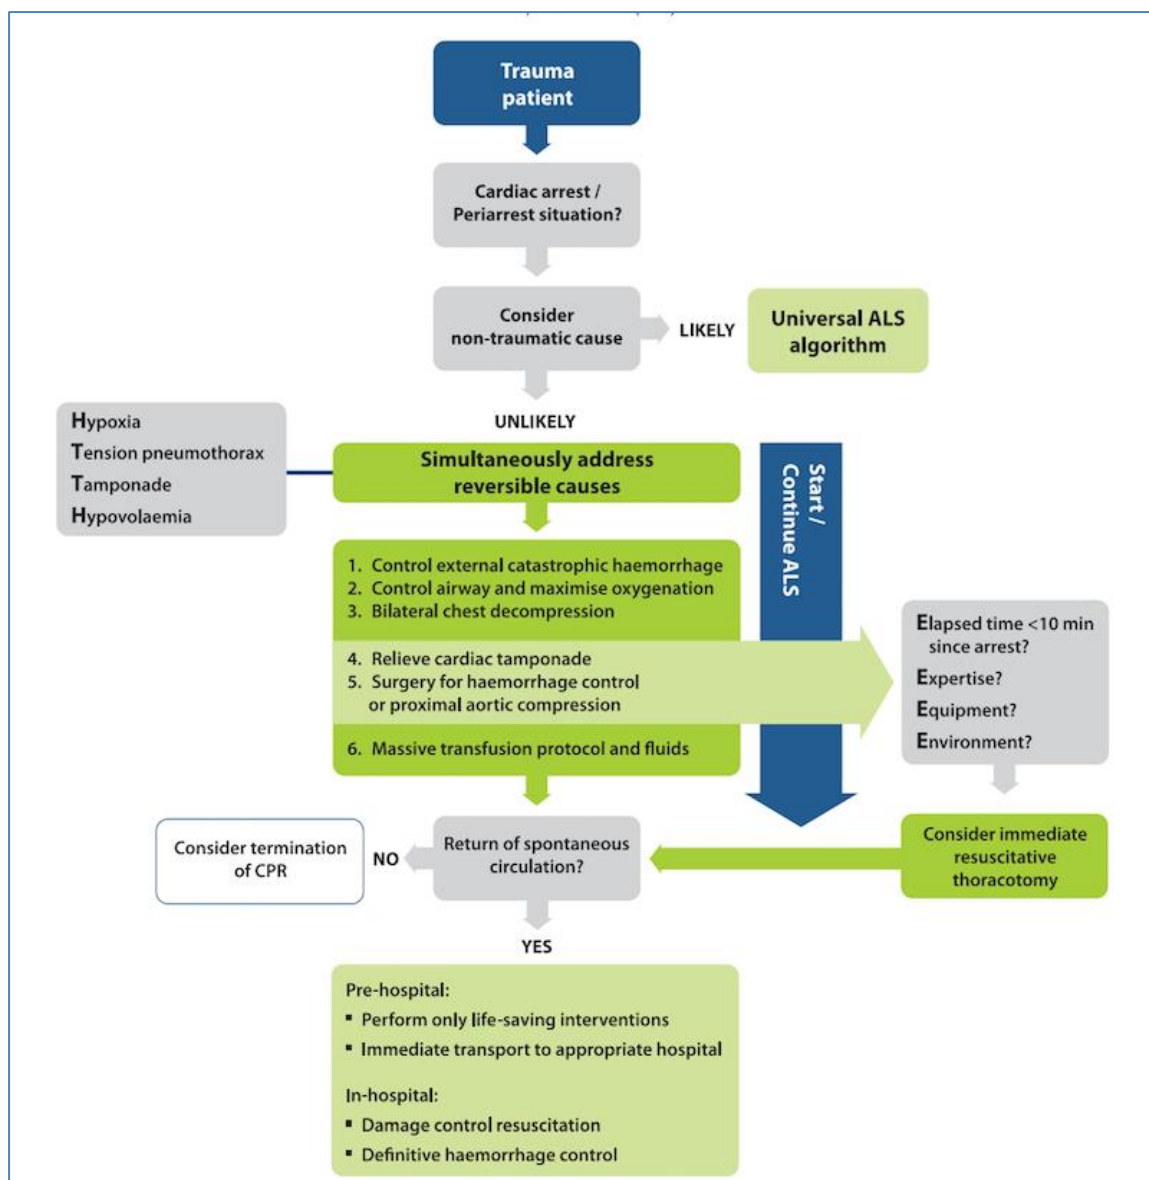 Trauma
patient
Cardiac arrest /
Periarrest situation?
Consider
non-traumatic cause
LIKELY
Universal ALS
algorithm
UNLIKELY
Hypoxia
Tension pneumothorax
Tamponade
Hypovolaemia
Simultaneously address
reversible causes
Start /
Continue ALS
1. Control external catastrophic haemorrhage
2. Control airway and maximise oxygenation
3. Bilateral chest decompression
4. Relieve cardiac tamponade
5. Surgery for haemorrhage control
or proximal aortic compression
6. Massive transfusion protocol and fluids
Elapsed time <10 min
since arrest?
Expertise?
Equipment?
Environment?
Consider immediate
resuscitative
thoracotomy
Return of spontaneous
circulation?
NO
Consider termination
of CPR
YES
Pre-hospital:
▪ Perform only life-saving interventions
▪ Immediate transport to appropriate hospital
In-hospital:
▪ Damage control resuscitation
▪ Definitive haemorrhage control